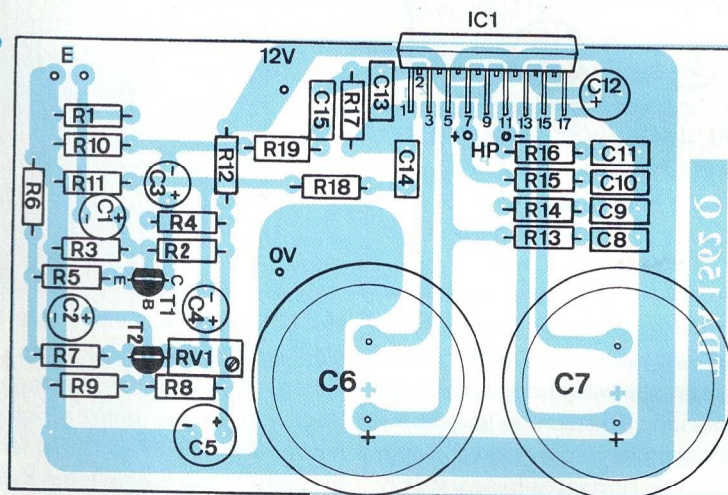 IC1
E
12V
C13
2
C12
+
1
3
5
7
9
11
13
15
17
+
HP
-
R1
R10
R11
R6
C3
- +
R12
R19
C15
R17
R18
C14
R16
C11
R15
C10
R14
C9
R13
C8
C1
- +
R4
R3
R2
R5
E
C
B
T1
0V
C2
- +
C4
- +
T2
R7
RV1
R9
R8
- +
C5
C6
+
+
C7
+
+
TDA 1562 Q